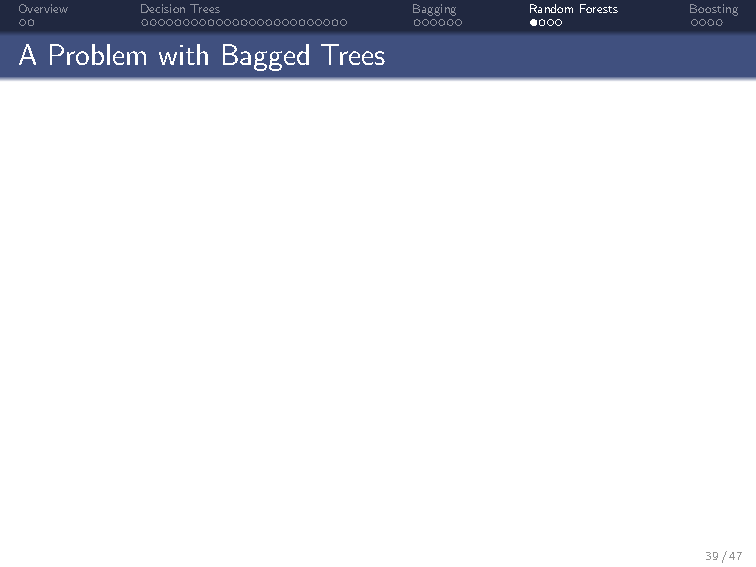 Overview Decision Trees Bagging Random Forests Boosting
A Problem with Bagged Trees
39 / 47